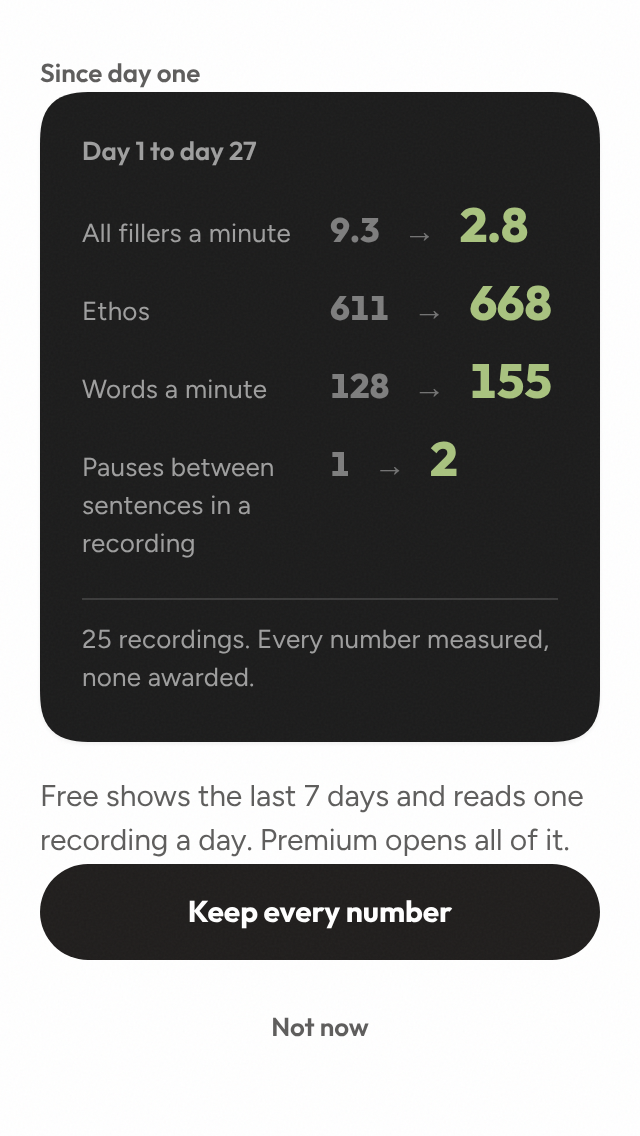 Since day one
Day 1 to day 27
All fillers a minute 9.3 → 2.8
Ethos 611 → 668
Words a minute 128 → 155
Pauses between 1 → 2
sentences in a
recording
25 recordings. Every number measured,
none awarded.
Free shows the last 7 days and reads one
recording a day. Premium opens all of it.
Keep every number
Not now